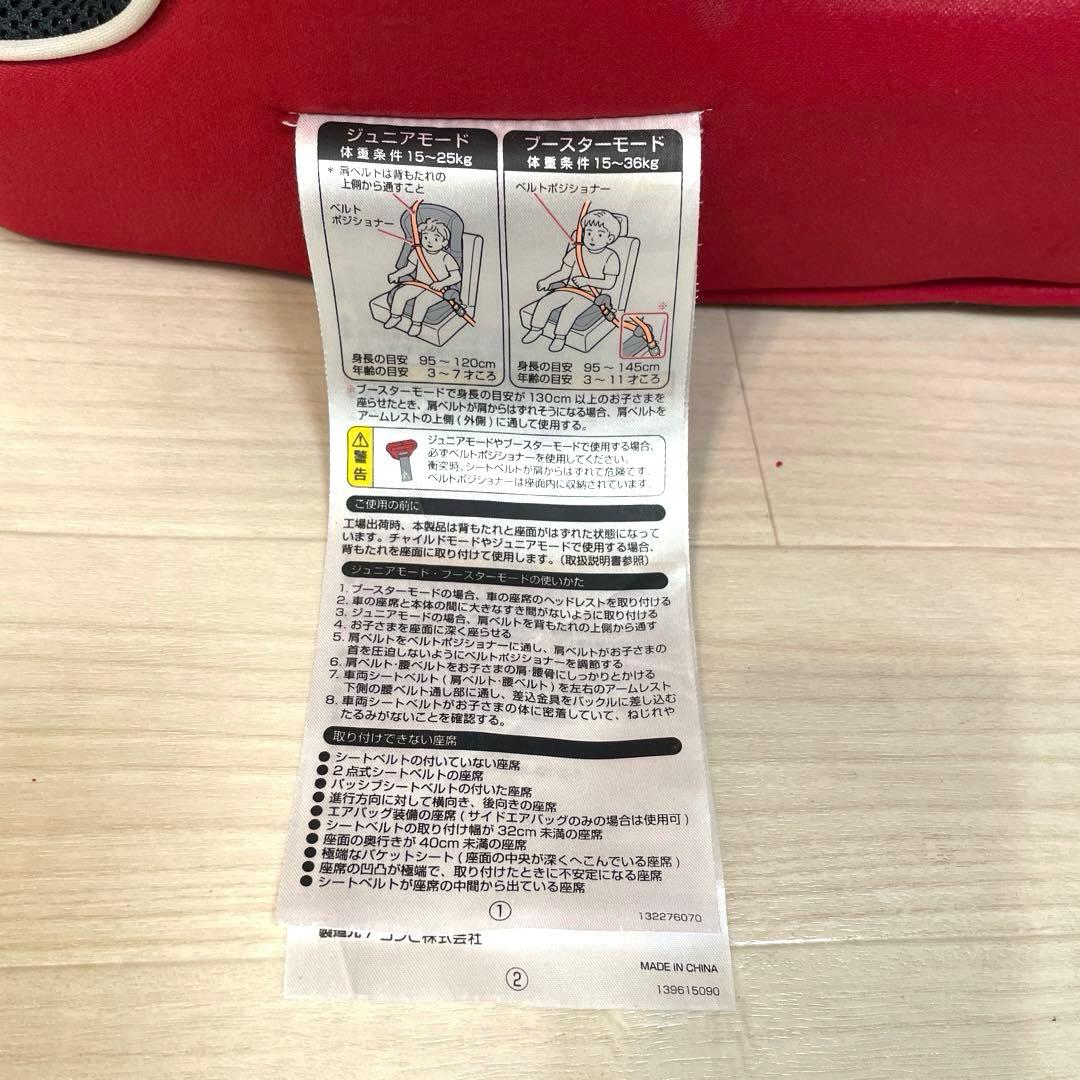 ジュニアモード
体重条件 15〜25kg
* 肩ベルトは背もたれの
上側から通すこと
ベルト
ポジショナー
身長の目安 95〜120cm
年齢の目安 3〜7才ころ
ブースターモード
体重条件 15〜36kg
ベルトポジショナー
※
身長の目安 95〜145cm
年齢の目安 3〜11才ころ
※ブースターモードで身長の目安が130cm以上のお子さまを
座らせたとき、肩ベルトが肩からはずれそうになる場合、肩ベルトを
アームレストの上側(外側)に通して使用する。
警告
ジュニアモードやブースターモードで使用する場合、
必ずベルトポジショナーを使用してください。
衝突時、シートベルトが肩からはずれて危険です。
ベルトポジショナーは座面内に収納されています。
ご使用の前に
工場出荷時、本製品は背もたれと座面がはずれた状態になって
います。チャイルドモードやジュニアモードで使用する場合、
背もたれを座面に取り付けて使用します。(取扱説明書参照)
ジュニアモード・ブースターモードの使いかた
1. ブースターモードの場合、車の座席のヘッドレストを取り付ける
2. 車の座席と本体の間に大きなすき間がないように取り付ける
3. ジュニアモードの場合、肩ベルトを背もたれの上側から通す
4. お子さまを座面に深く座らせる
5. 肩ベルトをベルトポジショナーに通し、肩ベルトがお子さまの
首を圧迫しないようにベルトポジショナーを調節する
6. 肩ベルト・腰ベルトをお子さまの肩・腰骨にしっかりとかける
7. 車両シートベルト(肩ベルト・腰ベルト)を左右のアームレスト
下側の腰ベルト通し部に通し、差込金具をバックルに差し込む
8. 車両シートベルトがお子さまの体に密着していて、ねじれや
たるみがないことを確認する。
取り付けできない座席
● シートベルトの付いていない座席
● 2点式シートベルトの座席
● パッシブシートベルトの付いた座席
● 進行方向に対して横向き、後向きの座席
● エアバッグ装備の座席(サイドエアバッグのみの場合は使用可)
● シートベルトの取り付け幅が32cm未満の座席
● 座面の奥行きが40cm未満の座席
● 極端なバケットシート(座面の中央が深くへこんでいる座席)
● 座席の凹凸が極端で、取り付けたときに不安定になる座席
● シートベルトが座席の中間から出ている座席
①
132276070
製造元/コンビ株式会社
②
MADE IN CHINA
139615090